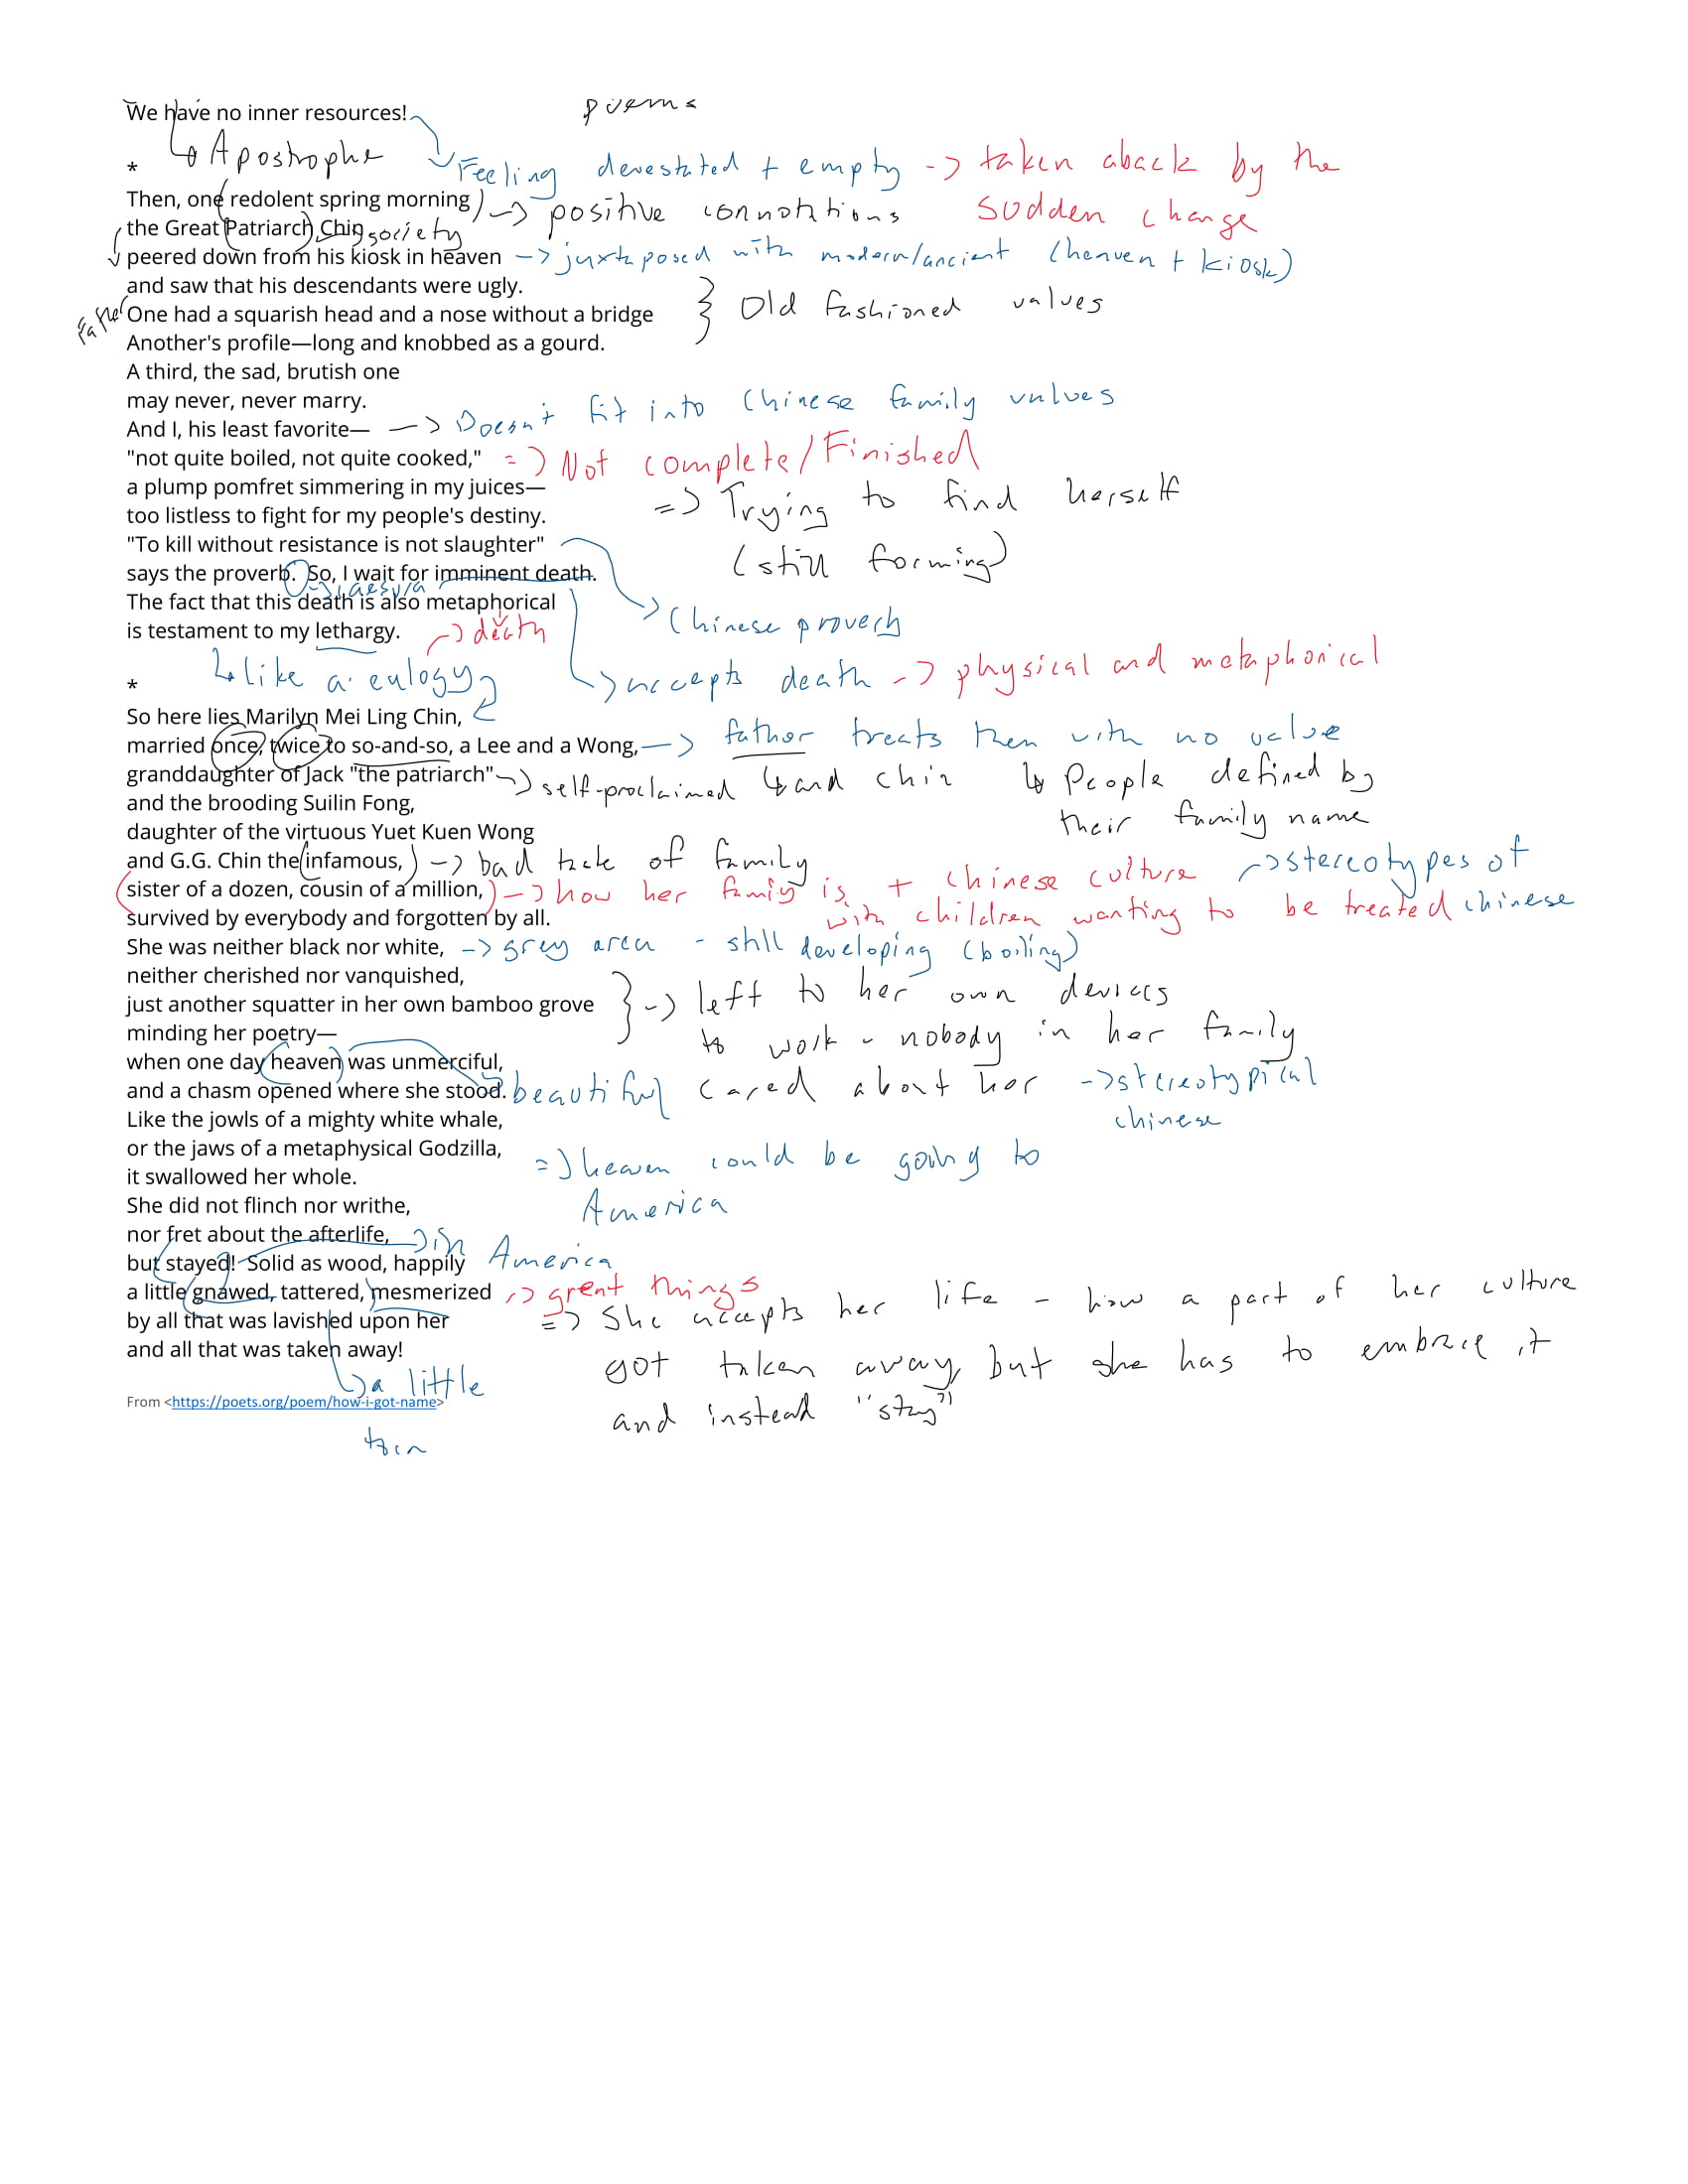 We have no inner resources!
poems
Apostrophe
*
Feeling devestated + empty -> taken aback by the
sudden change
Then, one redolent spring morning -> positive connotations
the Great Patriarch Chin society
peered down from his kiosk in heaven -> juxtaposed with modern/ancient (heaven + kiosk)
and saw that his descendants were ugly.
One had a squarish head and a nose without a bridge
Old fashioned values
Another's profile—long and knobbed as a gourd.
A third, the sad, brutish one
may never, never marry.
And I, his least favorite— -> Doesn't fit into Chinese family values
"not quite boiled, not quite cooked," => Not complete/Finished
a plump pomfret simmering in my juices— => Trying to find herself
too listless to fight for my people's destiny.
"To kill without resistance is not slaughter"
(still forming)
says the proverb. So, I wait for imminent death.
-> caesura
The fact that this death is also metaphorical
-> Chinese proverb
is testament to my lethargy. -> death
like a eulogy
-> accepts death -> physical and metaphorical
*
So here lies Marilyn Mei Ling Chin,
married once, twice to so-and-so, a Lee and a Wong, -> father treats them with no value
granddaughter of Jack "the patriarch" -> self-proclaimed and chin
People defined by
their family name
and the brooding Suilin Fong,
daughter of the virtuous Yuet Kuen Wong
and G.G. Chin the infamous, -> bad tale of family
sister of a dozen, cousin of a million, -> how her family is + chinese culture -> stereotypes of
with children wanting to be treated chinese
survived by everybody and forgotten by all.
She was neither black nor white, -> grey area - still developing (boiling)
neither cherished nor vanquished,
just another squatter in her own bamboo grove -> left to her own devices
minding her poetry—
to work - nobody in her family
when one day heaven was unmerciful,
and a chasm opened where she stood. beautiful cared about her -> stereotypical
chinese
Like the jowls of a mighty white whale,
or the jaws of a metaphysical Godzilla,
=> heaven could be going to
America
it swallowed her whole.
She did not flinch nor writhe,
nor fret about the afterlife, -> in America
but stayed! Solid as wood, happily
a little gnawed, tattered, mesmerized -> great things
by all that was lavished upon her => She accepts her life - how a part of her culture
and all that was taken away!
got taken away, but she has to embrace it
and instead "stay"
-> a little
From <https://poets.org/poem/how-i-got-name>
torn